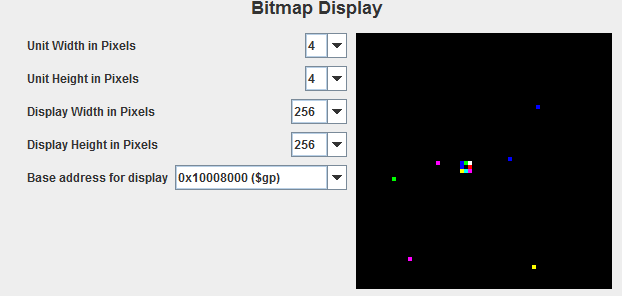 Bitmap Display
Unit Width in Pixels 4
Unit Height in Pixels 4
Display Width in Pixels 256
Display Height in Pixels 256
Base address for display 0x10008000 ($gp)